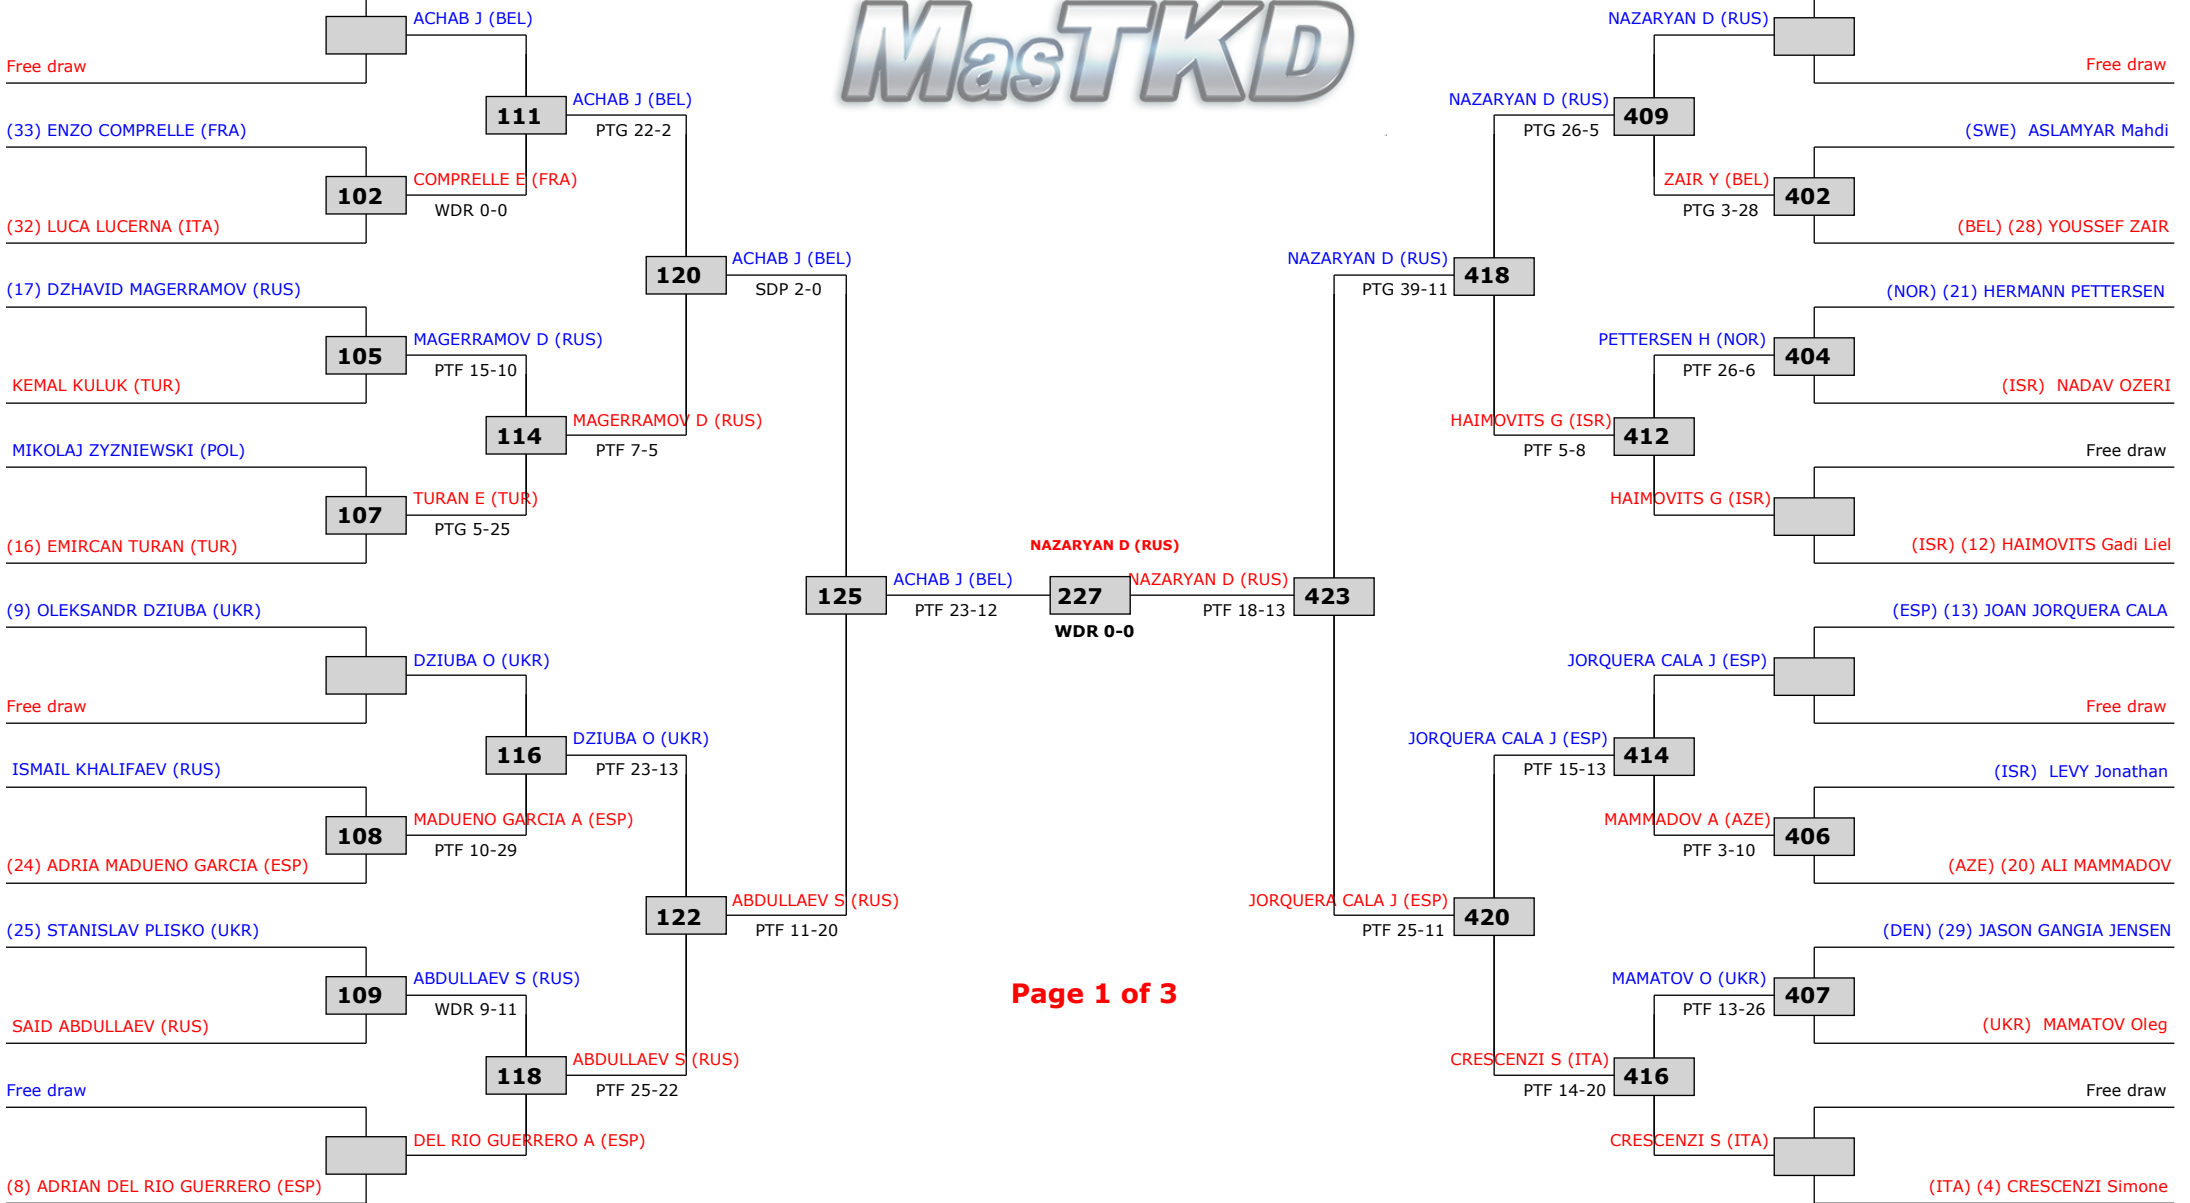 MasTKD
ACHAB J (BEL)
Free draw
111
ACHAB J (BEL)
PTG 22-2
(33) ENZO COMPRELLE (FRA)
102
COMPRELLE E (FRA)
WDR 0-0
(32) LUCA LUCERNA (ITA)
120
ACHAB J (BEL)
SDP 2-0
(17) DZHAVID MAGERRAMOV (RUS)
105
MAGERRAMOV D (RUS)
PTF 15-10
KEMAL KULUK (TUR)
114
MAGERRAMOV D (RUS)
PTF 7-5
MIKOLAJ ZYZNIEWSKI (POL)
107
TURAN E (TUR)
PTG 5-25
(16) EMIRCAN TURAN (TUR)
125
ACHAB J (BEL)
PTF 23-12
(9) OLEKSANDR DZIUBA (UKR)
DZIUBA O (UKR)
Free draw
116
DZIUBA O (UKR)
PTF 23-13
ISMAIL KHALIFAEV (RUS)
108
MADUENO GARCIA A (ESP)
PTF 10-29
(24) ADRIA MADUENO GARCIA (ESP)
122
ABDULLAEV S (RUS)
PTF 11-20
(25) STANISLAV PLISKO (UKR)
109
ABDULLAEV S (RUS)
WDR 9-11
SAID ABDULLAEV (RUS)
118
ABDULLAEV S (RUS)
PTF 25-22
Free draw
DEL RIO GUERRERO A (ESP)
(8) ADRIAN DEL RIO GUERRERO (ESP)
NAZARYAN D (RUS)
227
WDR 0-0
Page 1 of 3
NAZARYAN D (RUS)
Free draw
NAZARYAN D (RUS)
409
PTG 26-5
(SWE) ASLAMYAR Mahdi
ZAIR Y (BEL)
402
PTG 3-28
(BEL) (28) YOUSSEF ZAIR
NAZARYAN D (RUS)
418
PTG 39-11
(NOR) (21) HERMANN PETTERSEN
PETTERSEN H (NOR)
404
PTF 26-6
(ISR) NADAV OZERI
HAIMOVITS G (ISR)
412
PTF 5-8
Free draw
HAIMOVITS G (ISR)
(ISR) (12) HAIMOVITS Gadi Liel
NAZARYAN D (RUS)
423
PTF 18-13
(ESP) (13) JOAN JORQUERA CALA
JORQUERA CALA J (ESP)
Free draw
JORQUERA CALA J (ESP)
414
PTF 15-13
(ISR) LEVY Jonathan
MAMMADOV A (AZE)
406
PTF 3-10
(AZE) (20) ALI MAMMADOV
JORQUERA CALA J (ESP)
420
PTF 25-11
(DEN) (29) JASON GANGIA JENSEN
MAMATOV O (UKR)
407
PTF 13-26
(UKR) MAMATOV Oleg
CRESCENZI S (ITA)
416
PTF 14-20
Free draw
CRESCENZI S (ITA)
(ITA) (4) CRESCENZI Simone